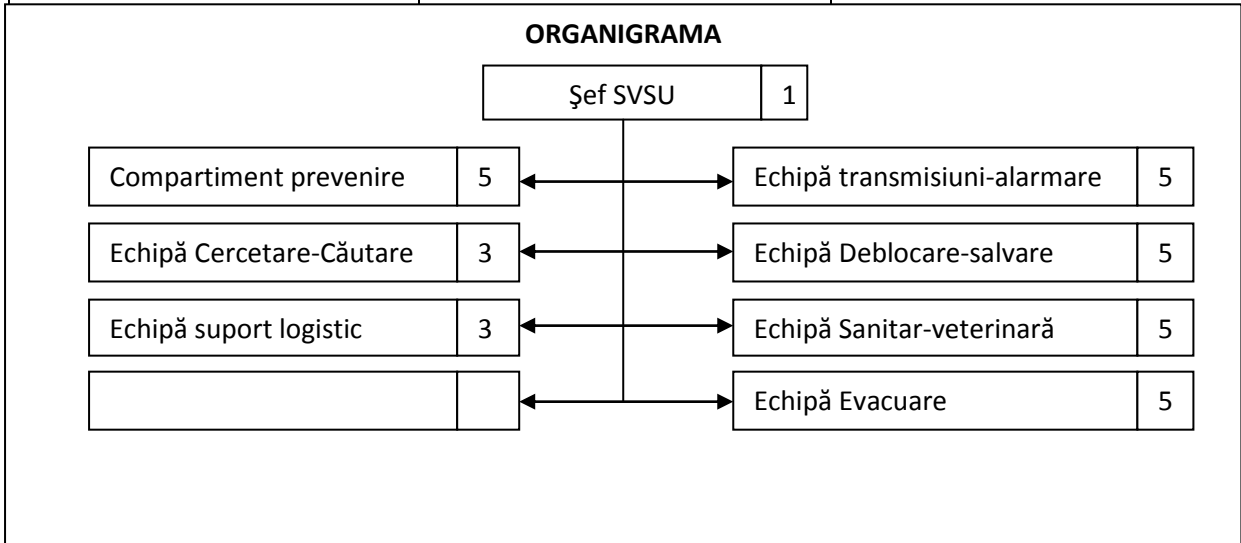 ORGANIGRAMA
Şef SVSU 1
Compartiment prevenire 5 Echipă transmisiuni-alarmare 5
Echipă Cercetare-Căutare 3 Echipă Deblocare-salvare 5
Echipă suport logistic 3 Echipă Sanitar-veterinară 5
Echipă Evacuare 5